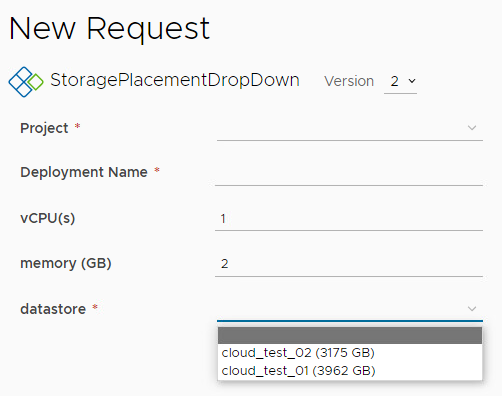 New Request
StoragePlacementDropDown Version 2
Project *
Deployment Name *
vCPU(s) 1
memory (GB) 2
datastore *
cloud_test_02 (3175 GB)
cloud_test_01 (3962 GB)